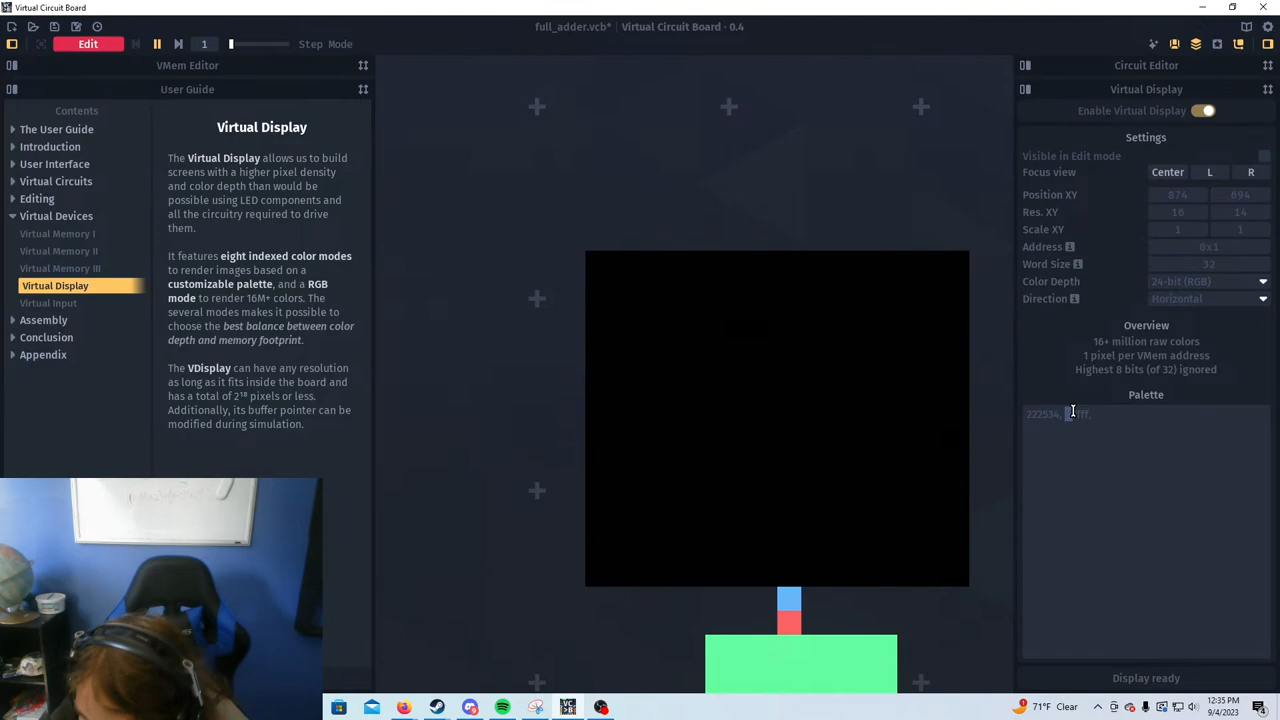 Virtual Circuit Board
full_adder.vcb* | Virtual Circuit Board - 0.4
Edit
1
Step Mode
VMem Editor
User Guide
Contents
The User Guide
Introduction
User Interface
Virtual Circuits
Editing
Virtual Devices
Virtual Memory I
Virtual Memory II
Virtual Memory III
Virtual Display
Virtual Input
Assembly
Conclusion
Appendix
Virtual Display
The Virtual Display allows us to build
screens with a higher pixel density
and color depth than would be
possible using LED components and
all the circuitry required to drive
them.
It features eight indexed color modes
to render images based on a
customizable palette, and a RGB
mode to render 16M+ colors. The
several modes makes it possible to
choose the best balance between color
depth and memory footprint.
The VDisplay can have any resolution
as long as it fits inside the board and
has a total of 2¹⁸ pixels or less.
Additionally, its buffer pointer can be
modified during simulation.
Circuit Editor
Virtual Display
Enable Virtual Display
Settings
Visible in Edit mode
Focus view Center L R
Position XY 874 694
Res. XY 16 14
Scale XY 1 1
Address 0x1
Word Size 32
Color Depth 24-bit (RGB)
Direction Horizontal
Overview
16+ million raw colors
1 pixel per VMem address
Highest 8 bits (of 32) ignored
Palette
222534,
Display ready
71°F Clear
12:35 PM
9/4/2023